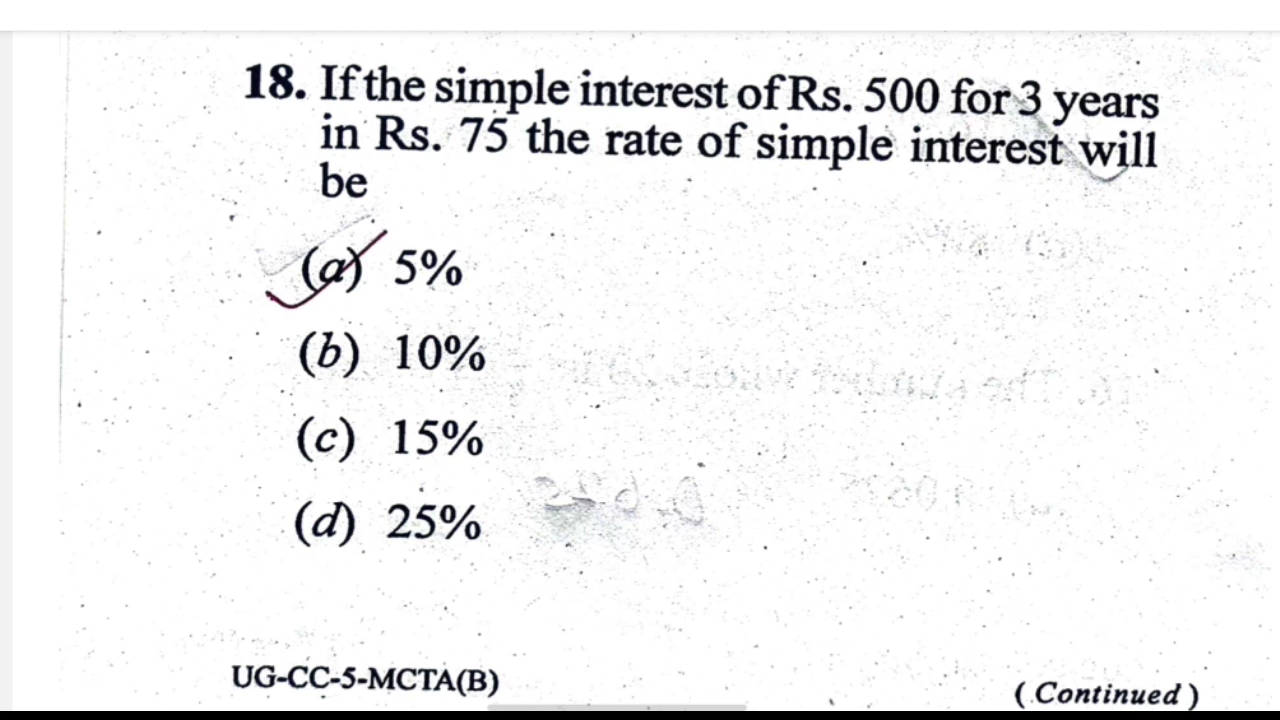 18. If the simple interest of Rs. 500 for 3 years
in Rs. 75 the rate of simple interest will
be
(a) 5%
(b) 10%
(c) 15%
(d) 25%
UG-CC-5-MCTA(B)
(Continued)